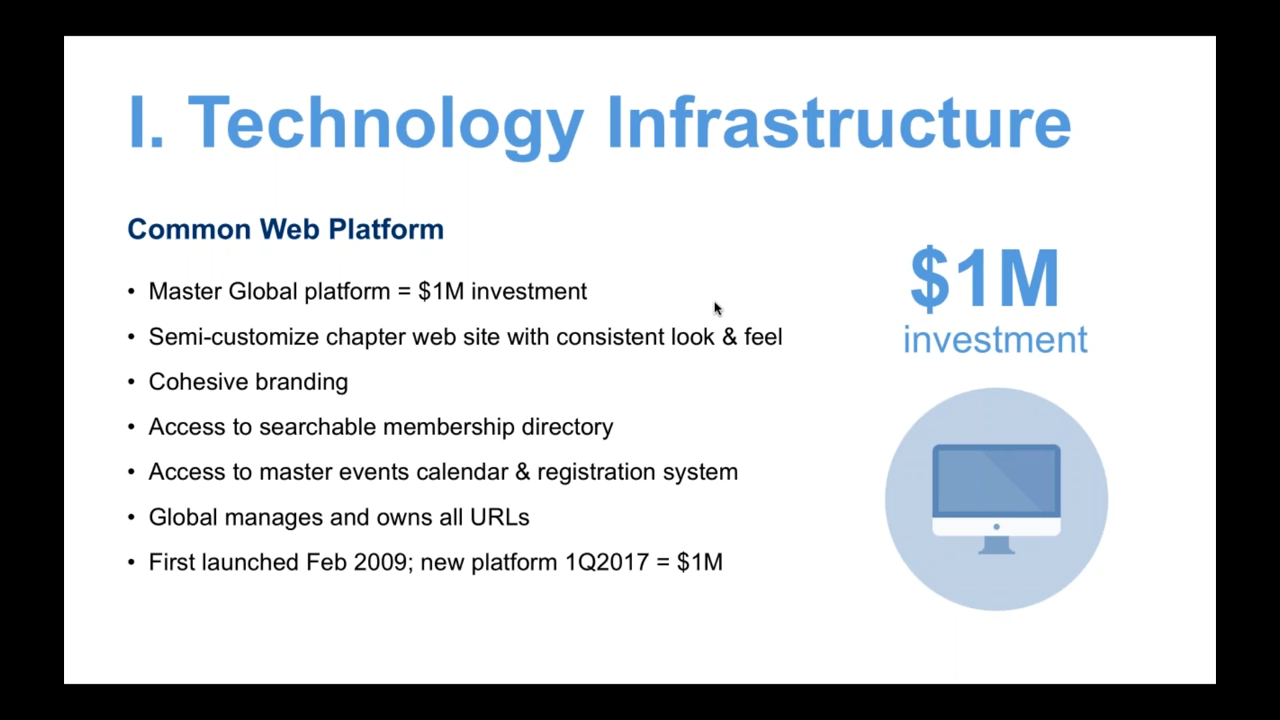 I. Technology Infrastructure
Common Web Platform
• Master Global platform = $1M investment
• Semi-customize chapter web site with consistent look & feel
• Cohesive branding
• Access to searchable membership directory
• Access to master events calendar & registration system
• Global manages and owns all URLs
• First launched Feb 2009; new platform 1Q2017 = $1M
$1M
investment